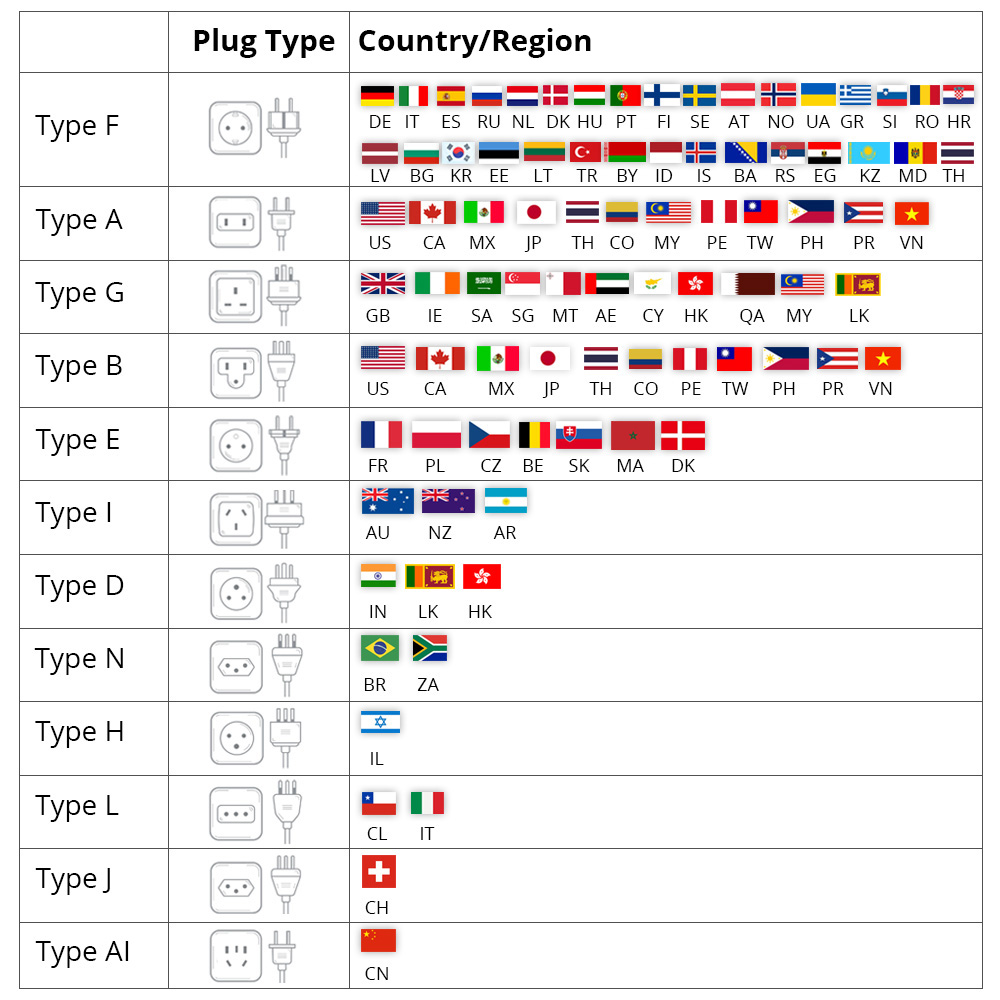 Plug Type Country/Region
Type F
DE IT ES RU NL DK HU PT FI SE AT NO UA GR SI RO HR
LV BG KR EE LT TR BY ID IS BA RS EG KZ MD TH
Type A
US CA MX JP TH CO MY PE TW PH PR VN
Type G
GB IE SA SG MT AE CY HK QA MY LK
Type B
US CA MX JP TH CO PE TW PH PR VN
Type E
FR PL CZ BE SK MA DK
Type I
AU NZ AR
Type D
IN LK HK
Type N
BR ZA
Type H
IL
Type L
CL IT
Type J
CH
Type AI
CN